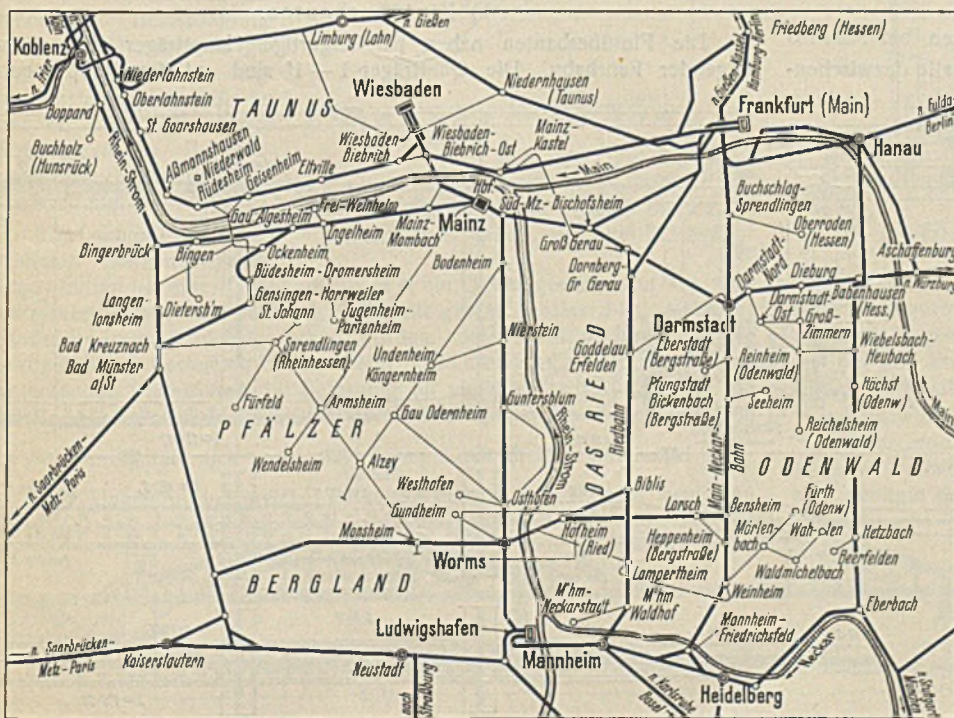 n. Gießen
Limburg (Lahn)
Friedberg (Hessen)
n. Gießen-Kassel
Hamburg-Berlin
Koblenz
n. Trier
Niederlahnstein
Oberlahnstein
Boppard
St. Goarshausen
Buchholz
(Hunsrück)
TAUNUS
Wiesbaden
Niedernhausen
(Taunus)
Frankfurt (Main)
n. Fulda-
Berlin
Hanau
Aßmannshausen
Niederwald
Rüdesheim
Geisenheim
Eltville
Wiesbaden
Biebrich
Wiesbaden-
Biebrich-Ost
Mainz-
Kastel
Main
Rhein-Strom
Gau Algesheim
Frei-Weinheim
Ingelheim
Mainz-
Mombach
Hbf.
Mainz
Süd-Mz.-Bischofsheim
Buchschlag-
Sprendlingen
Oberroden
(Hessen)
Bingerbrück
Bingen
Ockenheim
Büdesheim-Dromersheim
Bodenheim
Groß Gerau
Dornberg-
Gr. Gerau
Darmstadt-
Nord
Dieburg
Aschaffenburg
n. Würzburg
Babenhausen
(Hess.)
Langen-
lonsheim
Dietersh'm
Gensingen-Horrweiler
St. Johann
Jugenheim-
Partenheim
Nierstein
Darmstadt
Darmstadt-
Ost
Groß-
Zimmern
Wiebelsbach-
Heubach
Bad Kreuznach
Bad Münster
a/St
Sprendlingen
(Rheinhessen)
Undenheim
Köngernheim
Goddelau
Erfelden
Eberstadt
(Bergstraße)
Reinheim
(Odenwald)
Pfungstadt
Bickenbach
(Bergstraße)
Seeheim
Höchst
(Odenw)
Main
Fürfeld
Armsheim
Gau Odernheim
Guntersblum
Reichelsheim
(Odenwald)
PFÄLZER
Wendelsheim
Alzey
DAS RIED
Riedbahn
Rhein-Strom
Main-Neckar-
Bahn
ODENWALD
n. Saarbrücken-
Metz-Paris
Westhofen
Osthofen
Gundheim
Biblis
Lorsch
Bensheim
Fürth
(Odenw)
Monsheim
Worms
Hofheim
(Ried)
Heppenheim
(Bergstraße)
Mörlen-
bach
Wah-len
Hetzbach
Beerfelden
Waldmichelbach
BERGLAND
Lampertheim
Weinheim
M'hm-
Neckarstadt
M'hm
Waldhof
Eberbach
Mannheim-
Friedrichsfeld
Ludwigshafen
Mannheim
Neckar
n. Saarbrücken-
Metz-Paris
Kaiserslautern
Neustadt
nach
Straßburg
n. Karlsruhe
Basel
Heidelberg
n. Stuttgart
München